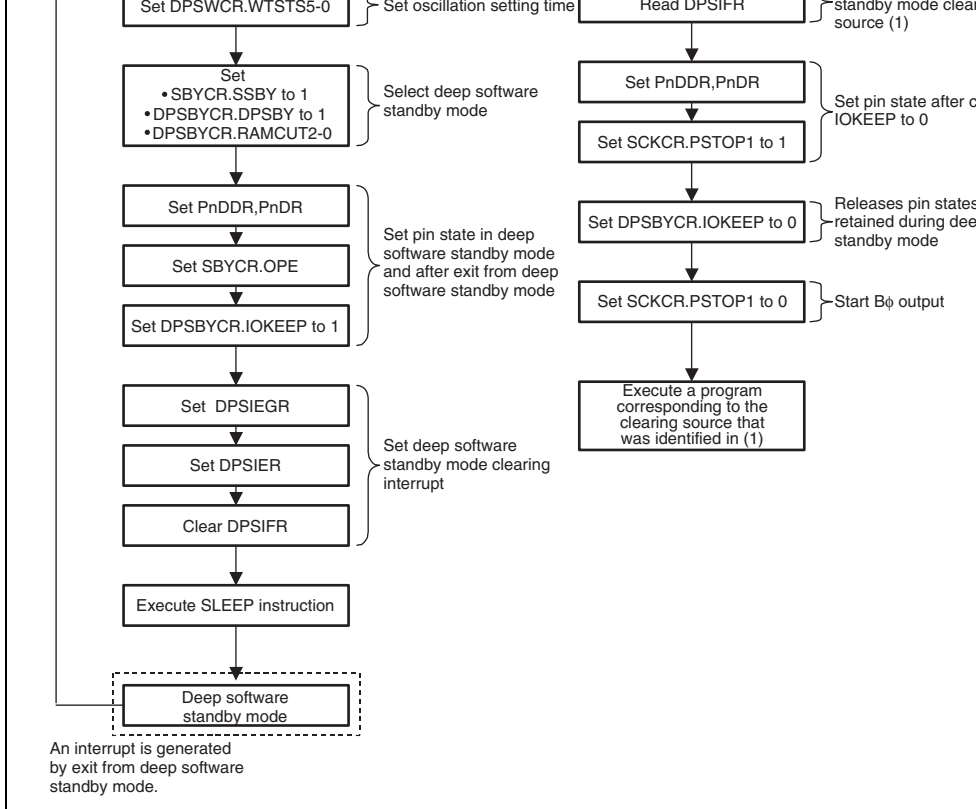 Set DPSWCR.WTSTS5-0
Set oscillation setting time
Set
• SBYCR.SSBY to 1
• DPSBYCR.DPSBY to 1
• DPSBYCR.RAMCUT2-0
Select deep software
standby mode
Set PnDDR,PnDR
Set SBYCR.OPE
Set DPSBYCR.IOKEEP to 1
Set pin state in deep
software standby mode
and after exit from deep
software standby mode
Set DPSIEGR
Set DPSIER
Clear DPSIFR
Set deep software
standby mode clearing
interrupt
Execute SLEEP instruction
Deep software
standby mode
An interrupt is generated
by exit from deep software
standby mode.
Read DPSIFR
standby mode clear
source (1)
Set PnDDR,PnDR
Set SCKCR.PSTOP1 to 1
Set pin state after c
IOKEEP to 0
Set DPSBYCR.IOKEEP to 0
Releases pin states
retained during dee
standby mode
Set SCKCR.PSTOP1 to 0
Start Bϕ output
Execute a program
corresponding to the
clearing source that
was identified in (1)